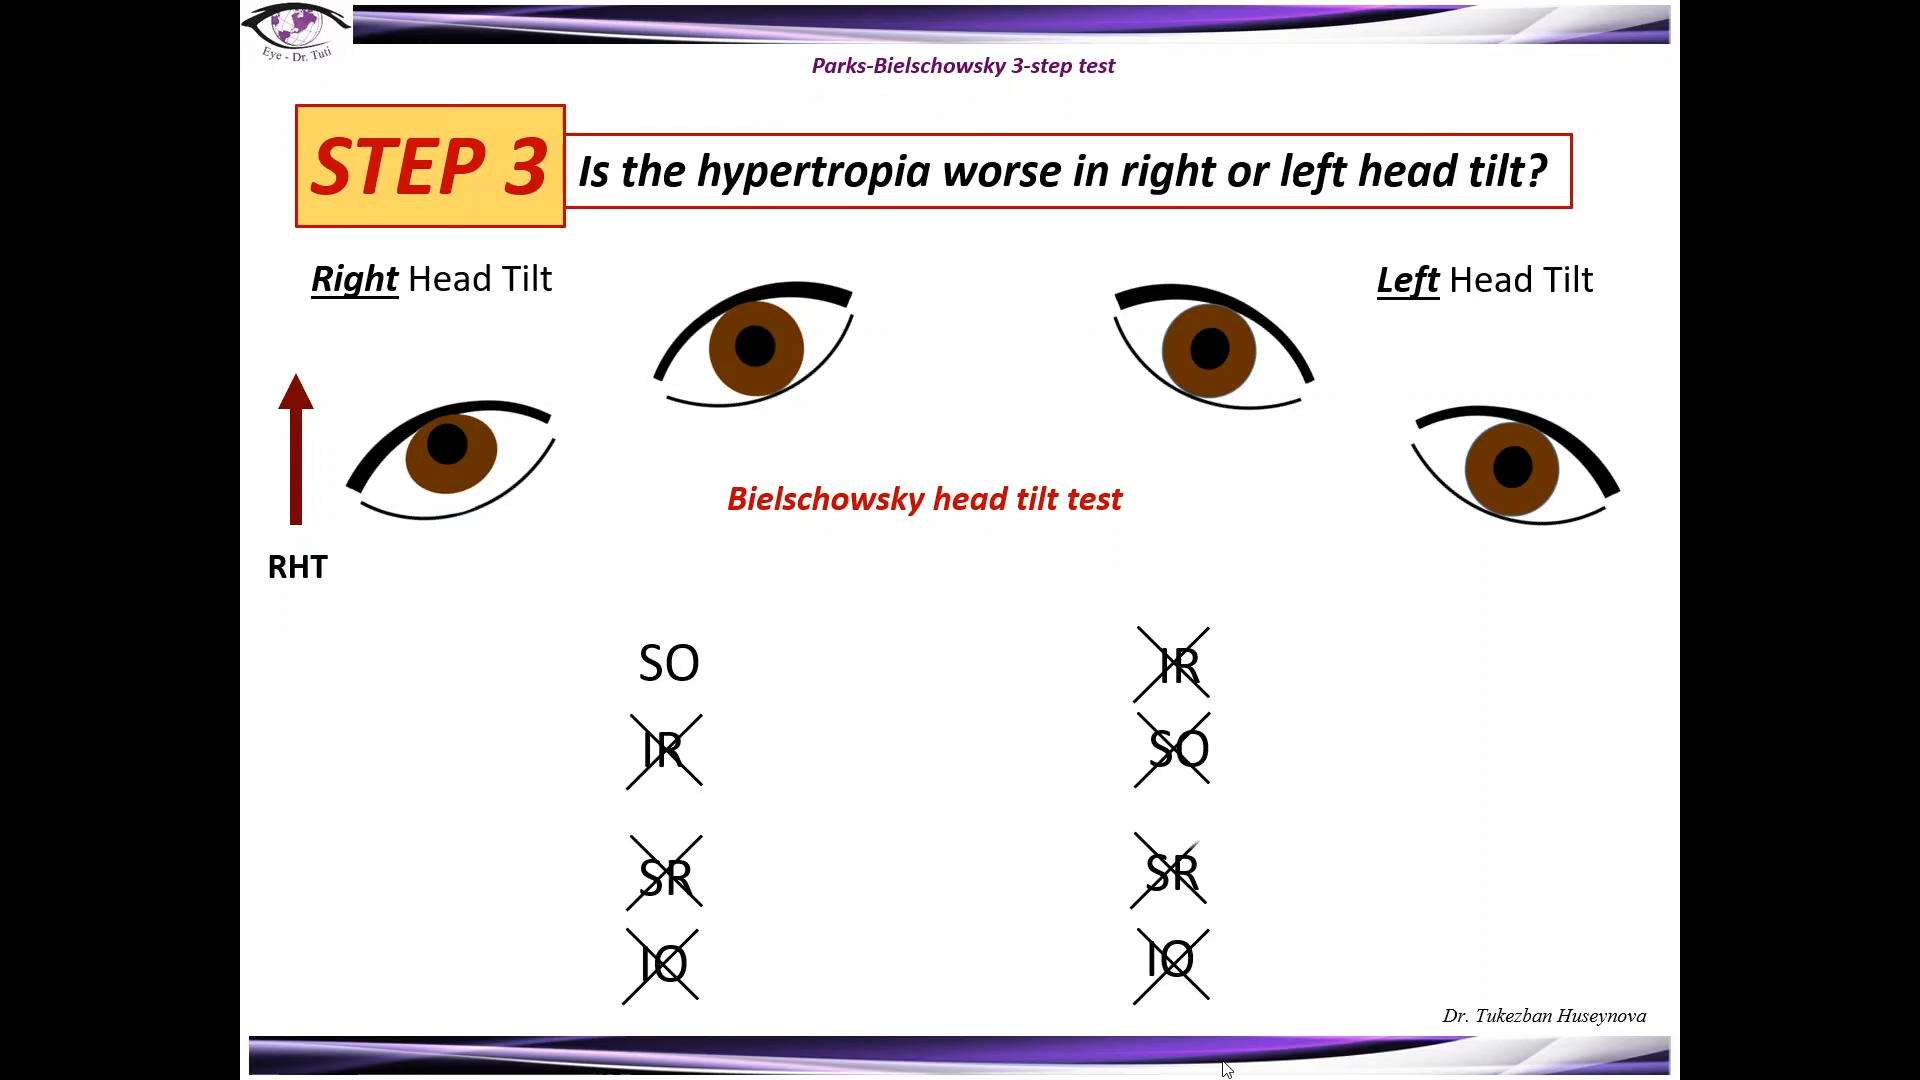 Eye - Dr. Tuti
Parks-Bielschowsky 3-step test
STEP 3
Is the hypertropia worse in right or left head tilt?
Right Head Tilt
Left Head Tilt
Bielschowsky head tilt test
RHT
SO
IR
IR
SO
SR
SR
IO
IO
Dr. Tukezban Huseynova